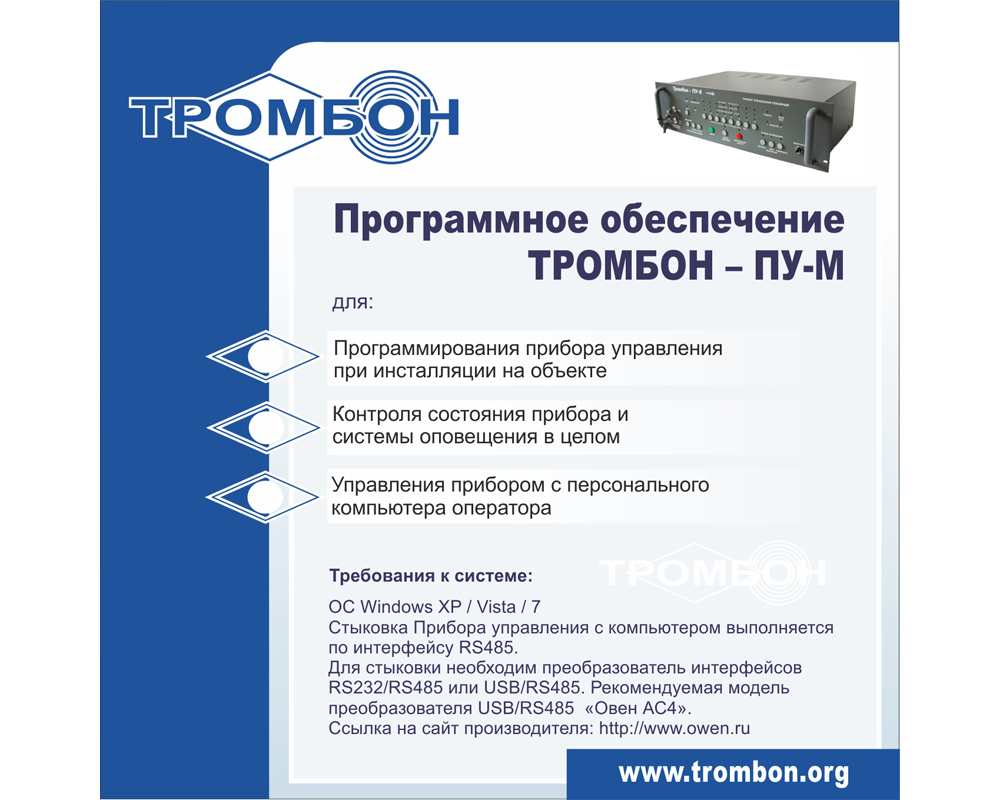 ТРОМБОН
Тромбон - ПУ-М
Программное обеспечение
ТРОМБОН – ПУ-М
для:
Программирования прибора управления
при инсталляции на объекте
Контроля состояния прибора и
системы оповещения в целом
Управления прибором с персонального
компьютера оператора
ТРОМБОН
Требования к системе:
ОС Windows XP / Vista / 7
Стыковка Прибора управления с компьютером выполняется
по интерфейсу RS485.
Для стыковки необходим преобразователь интерфейсов
RS232/RS485 или USB/RS485. Рекомендуемая модель
преобразователя USB/RS485 «Овен АС4».
Ссылка на сайт производителя: http://www.owen.ru
www.trombon.org